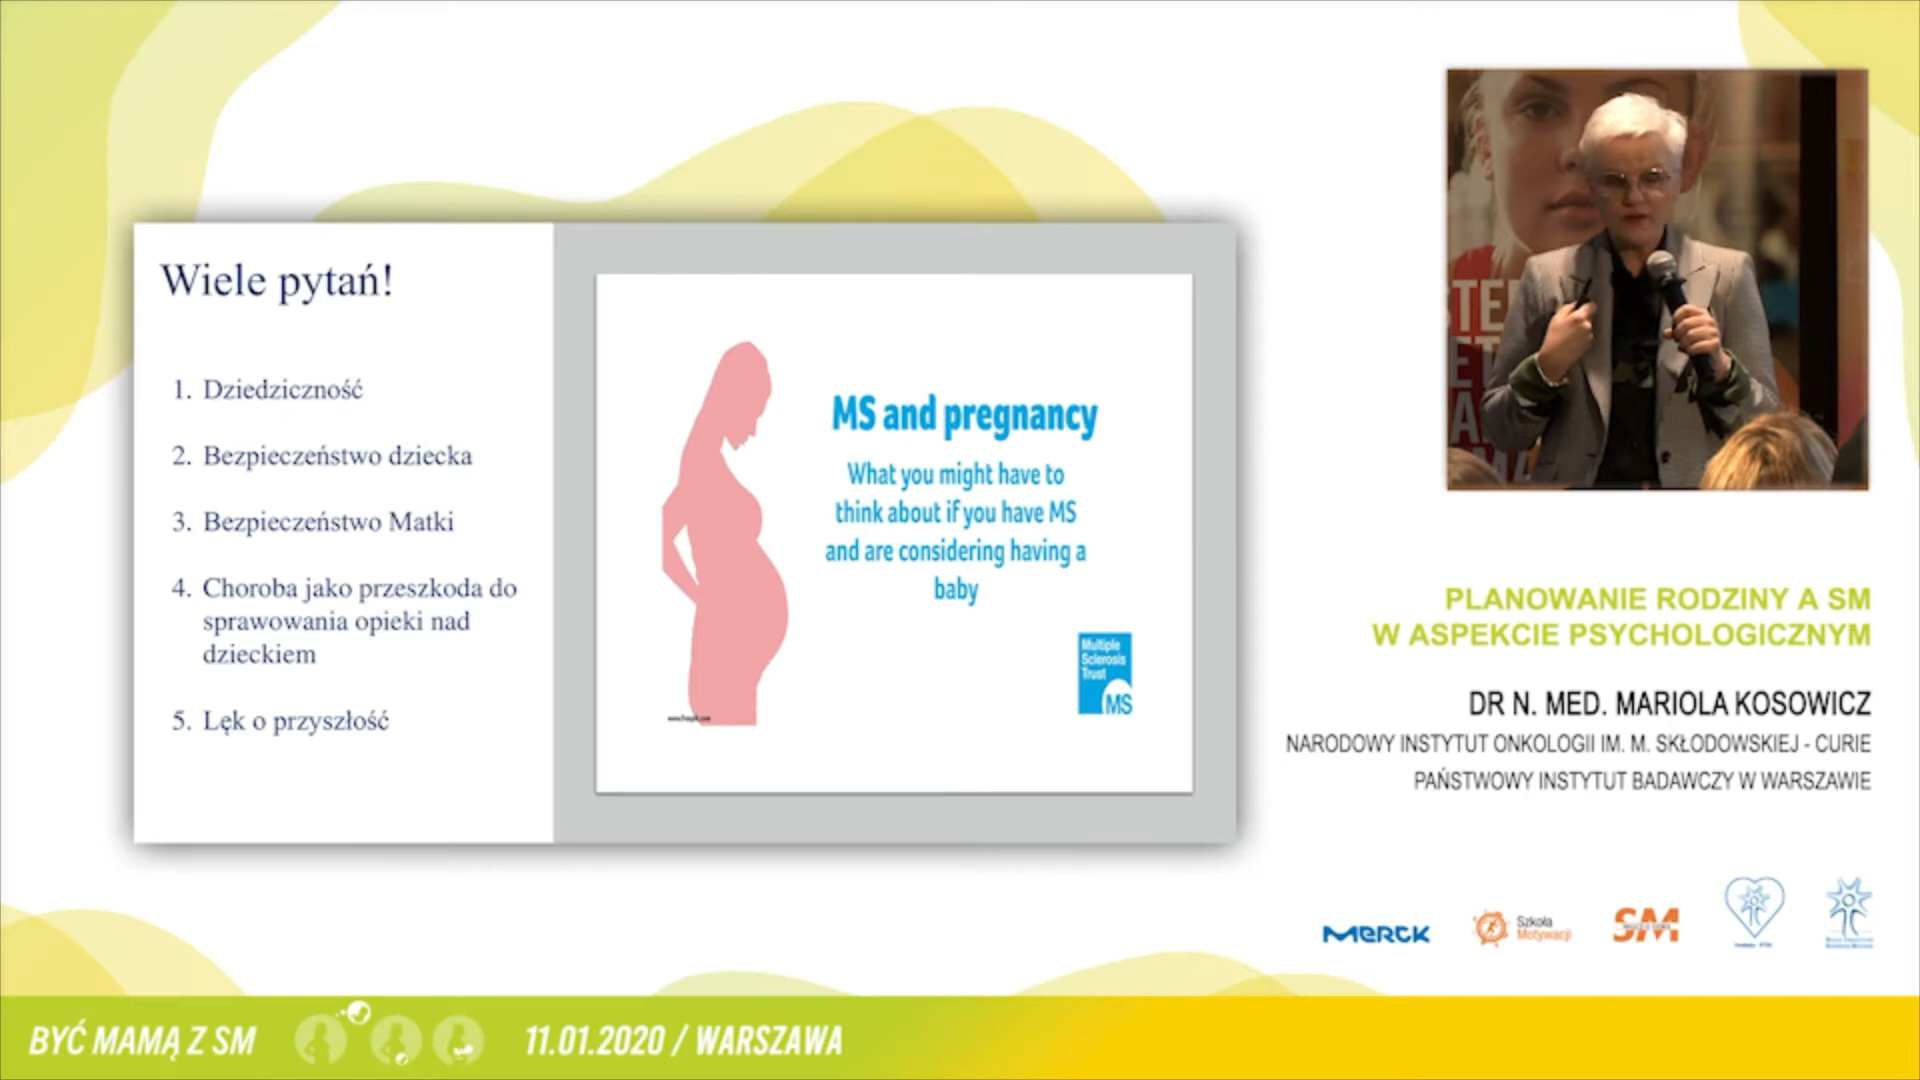 Wiele pytań!
1. Dziedziczność
2. Bezpieczeństwo dziecka
3. Bezpieczeństwo Matki
4. Choroba jako przeszkoda do
sprawowania opieki nad
dzieckiem
5. Lęk o przyszłość
MS and pregnancy
What you might have to
think about if you have MS
and are considering having a
baby
Multiple
Sclerosis
Trust
MS
PLANOWANIE RODZINY A SM
W ASPEKCIE PSYCHOLOGICZNYM
DR N. MED. MARIOLA KOSOWICZ
NARODOWY INSTYTUT ONKOLOGII IM. M. SKŁODOWSKIEJ - CURIE
PAŃSTWOWY INSTYTUT BADAWCZY W WARSZAWIE
MERCK
Szkoła
Motywacji
SM
BYĆ MAMĄ Z SM
11.01.2020 / WARSZAWA